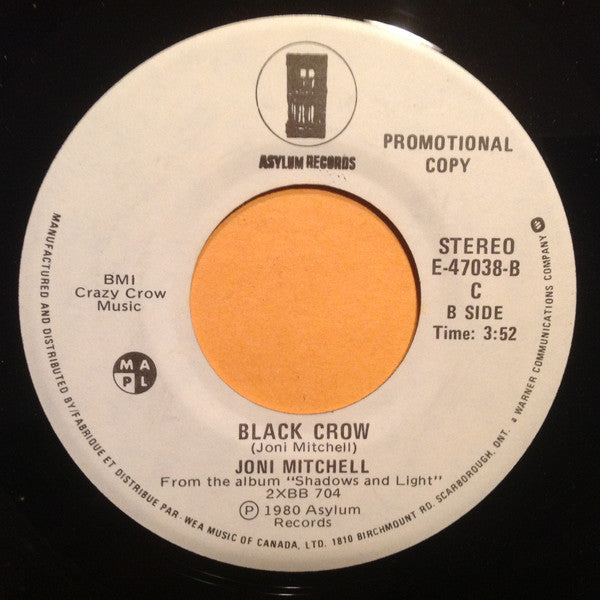 ASYLUM RECORDS
PROMOTIONAL
COPY
STEREO
E-47038-B
C
B SIDE
Time: 3:52
BMI
Crazy Crow
Music
M A
P L
BLACK CROW
(Joni Mitchell)
JONI MITCHELL
From the album "Shadows and Light"
2XBB 704
Ⓟ 1980 Asylum
Records
MANUFACTURED AND DISTRIBUTED BY/FABRIQUE ET DISTRIBUE PAR. WEA MUSIC OF CANADA, LTD. 1810 BIRCHMOUNT RD. SCARBOROUGH, ONT. a WARNER COMMUNICATIONS COMPANY